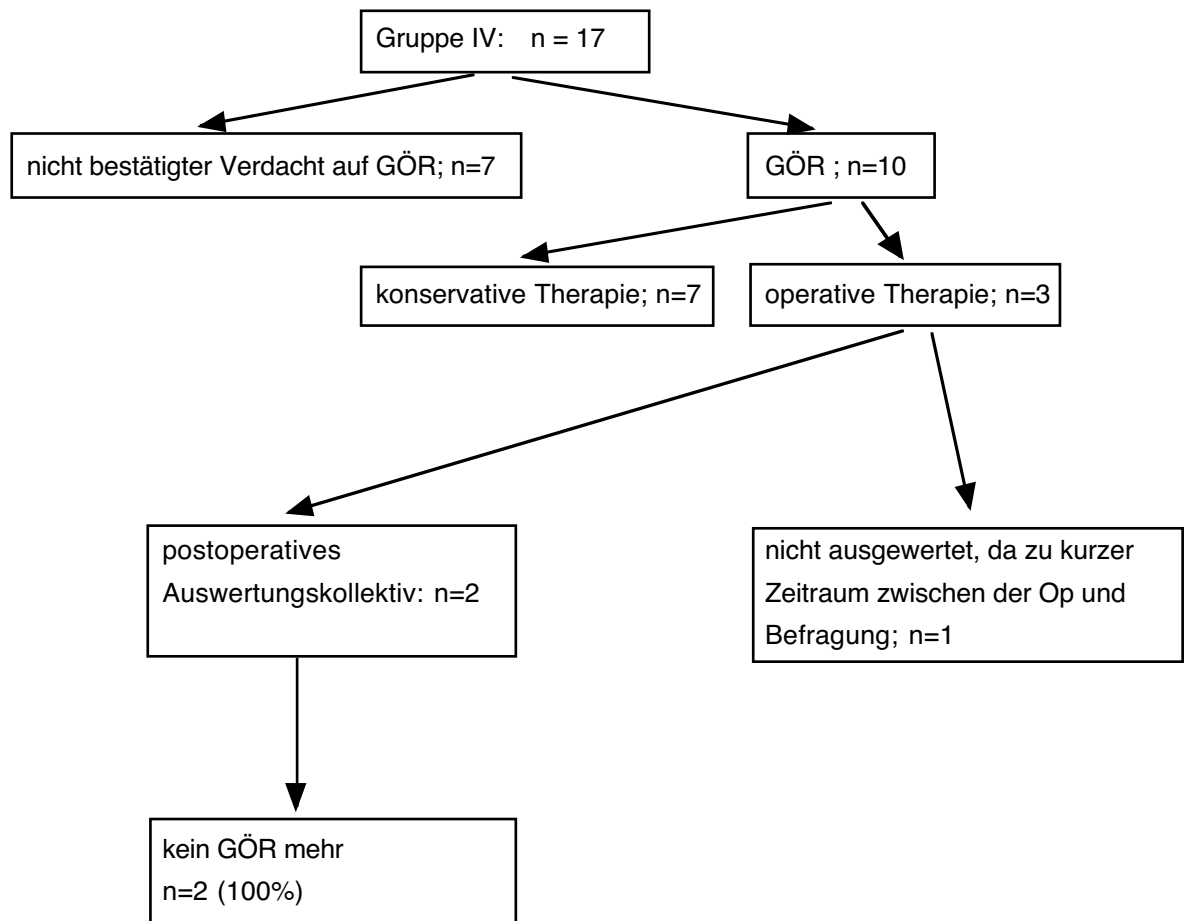 Gruppe IV: n = 17
nicht bestätigter Verdacht auf GÖR; n=7
GÖR ; n=10
konservative Therapie; n=7
operative Therapie; n=3
postoperatives
Auswertungskollektiv: n=2
nicht ausgewertet, da zu kurzer
Zeitraum zwischen der Op und
Befragung; n=1
kein GÖR mehr
n=2 (100%)